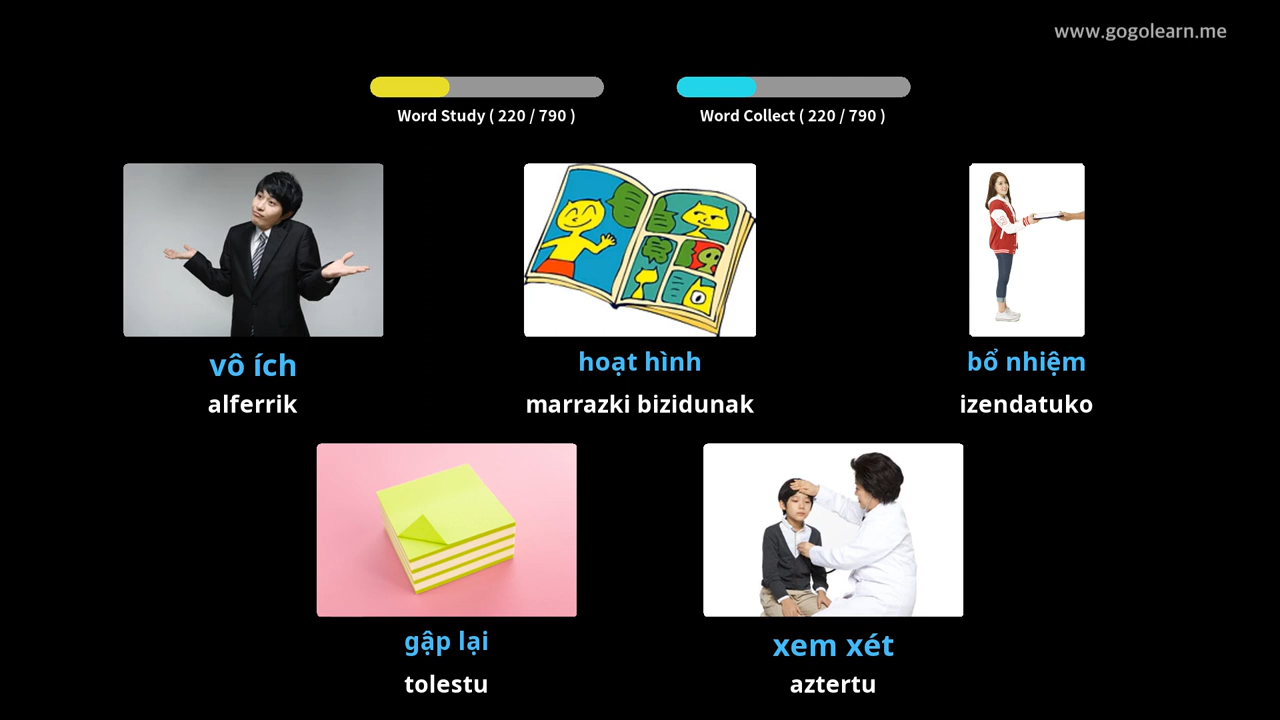 www.gogolearn.me
Word Study ( 220 / 790 )
Word Collect ( 220 / 790 )
vô ích
alferrik
hoạt hình
marrazki bizidunak
bổ nhiệm
izendatuko
gập lại
tolestu
xem xét
aztertu